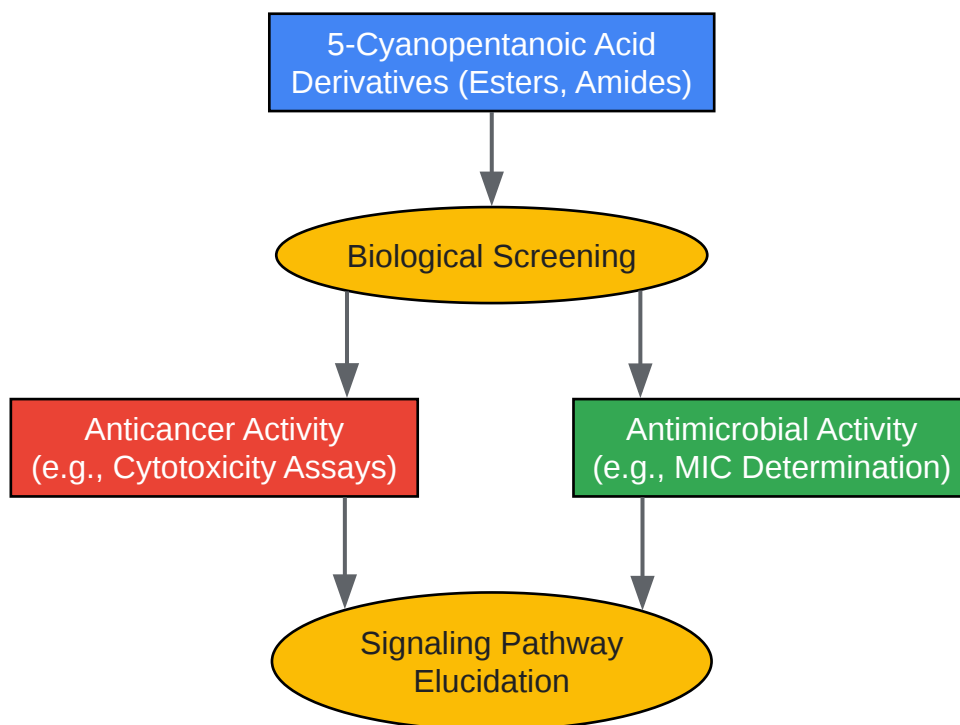 5-Cyanopentanoic Acid
Derivatives (Esters, Amides)
Biological Screening
Anticancer Activity
(e.g., Cytotoxicity Assays)
Antimicrobial Activity
(e.g., MIC Determination)
Signaling Pathway
Elucidation